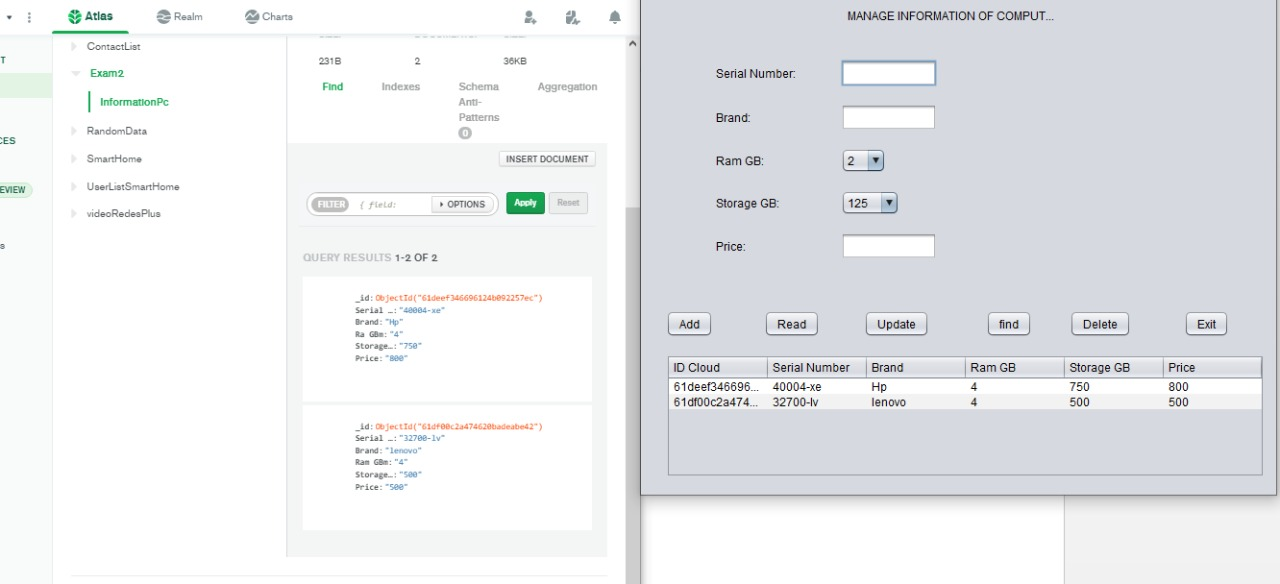 Atlas
Realm
Charts
T
CES
EVIEW
s
ContactList
Exam2
InformationPc
RandomData
SmartHome
UserListSmartHome
videoRedesPlus
231B 2 36KB
Find Indexes Schema Anti-Patterns 0 Aggregation
INSERT DOCUMENT
FILTER { field: OPTIONS Apply Reset
QUERY RESULTS 1-2 OF 2
_id: ObjectId("61deef346696124b092257ec")
Serial …: "40004-xe"
Brand: "Hp"
Ra GBm: "4"
Storage…: "750"
Price: "800"
_id: ObjectId("61df00c2a474620badeabe42")
Serial …: "32700-lv"
Brand: "lenovo"
Ram GBm: "4"
Storage…: "500"
Price: "500"
MANAGE INFORMATION OF COMPUT...
Serial Number:
Brand:
Ram GB: 2
Storage GB: 125
Price:
Add Read Update find Delete Exit
ID Cloud Serial Number Brand Ram GB Storage GB Price
61deef346696... 40004-xe Hp 4 750 800
61df00c2a474... 32700-lv lenovo 4 500 500